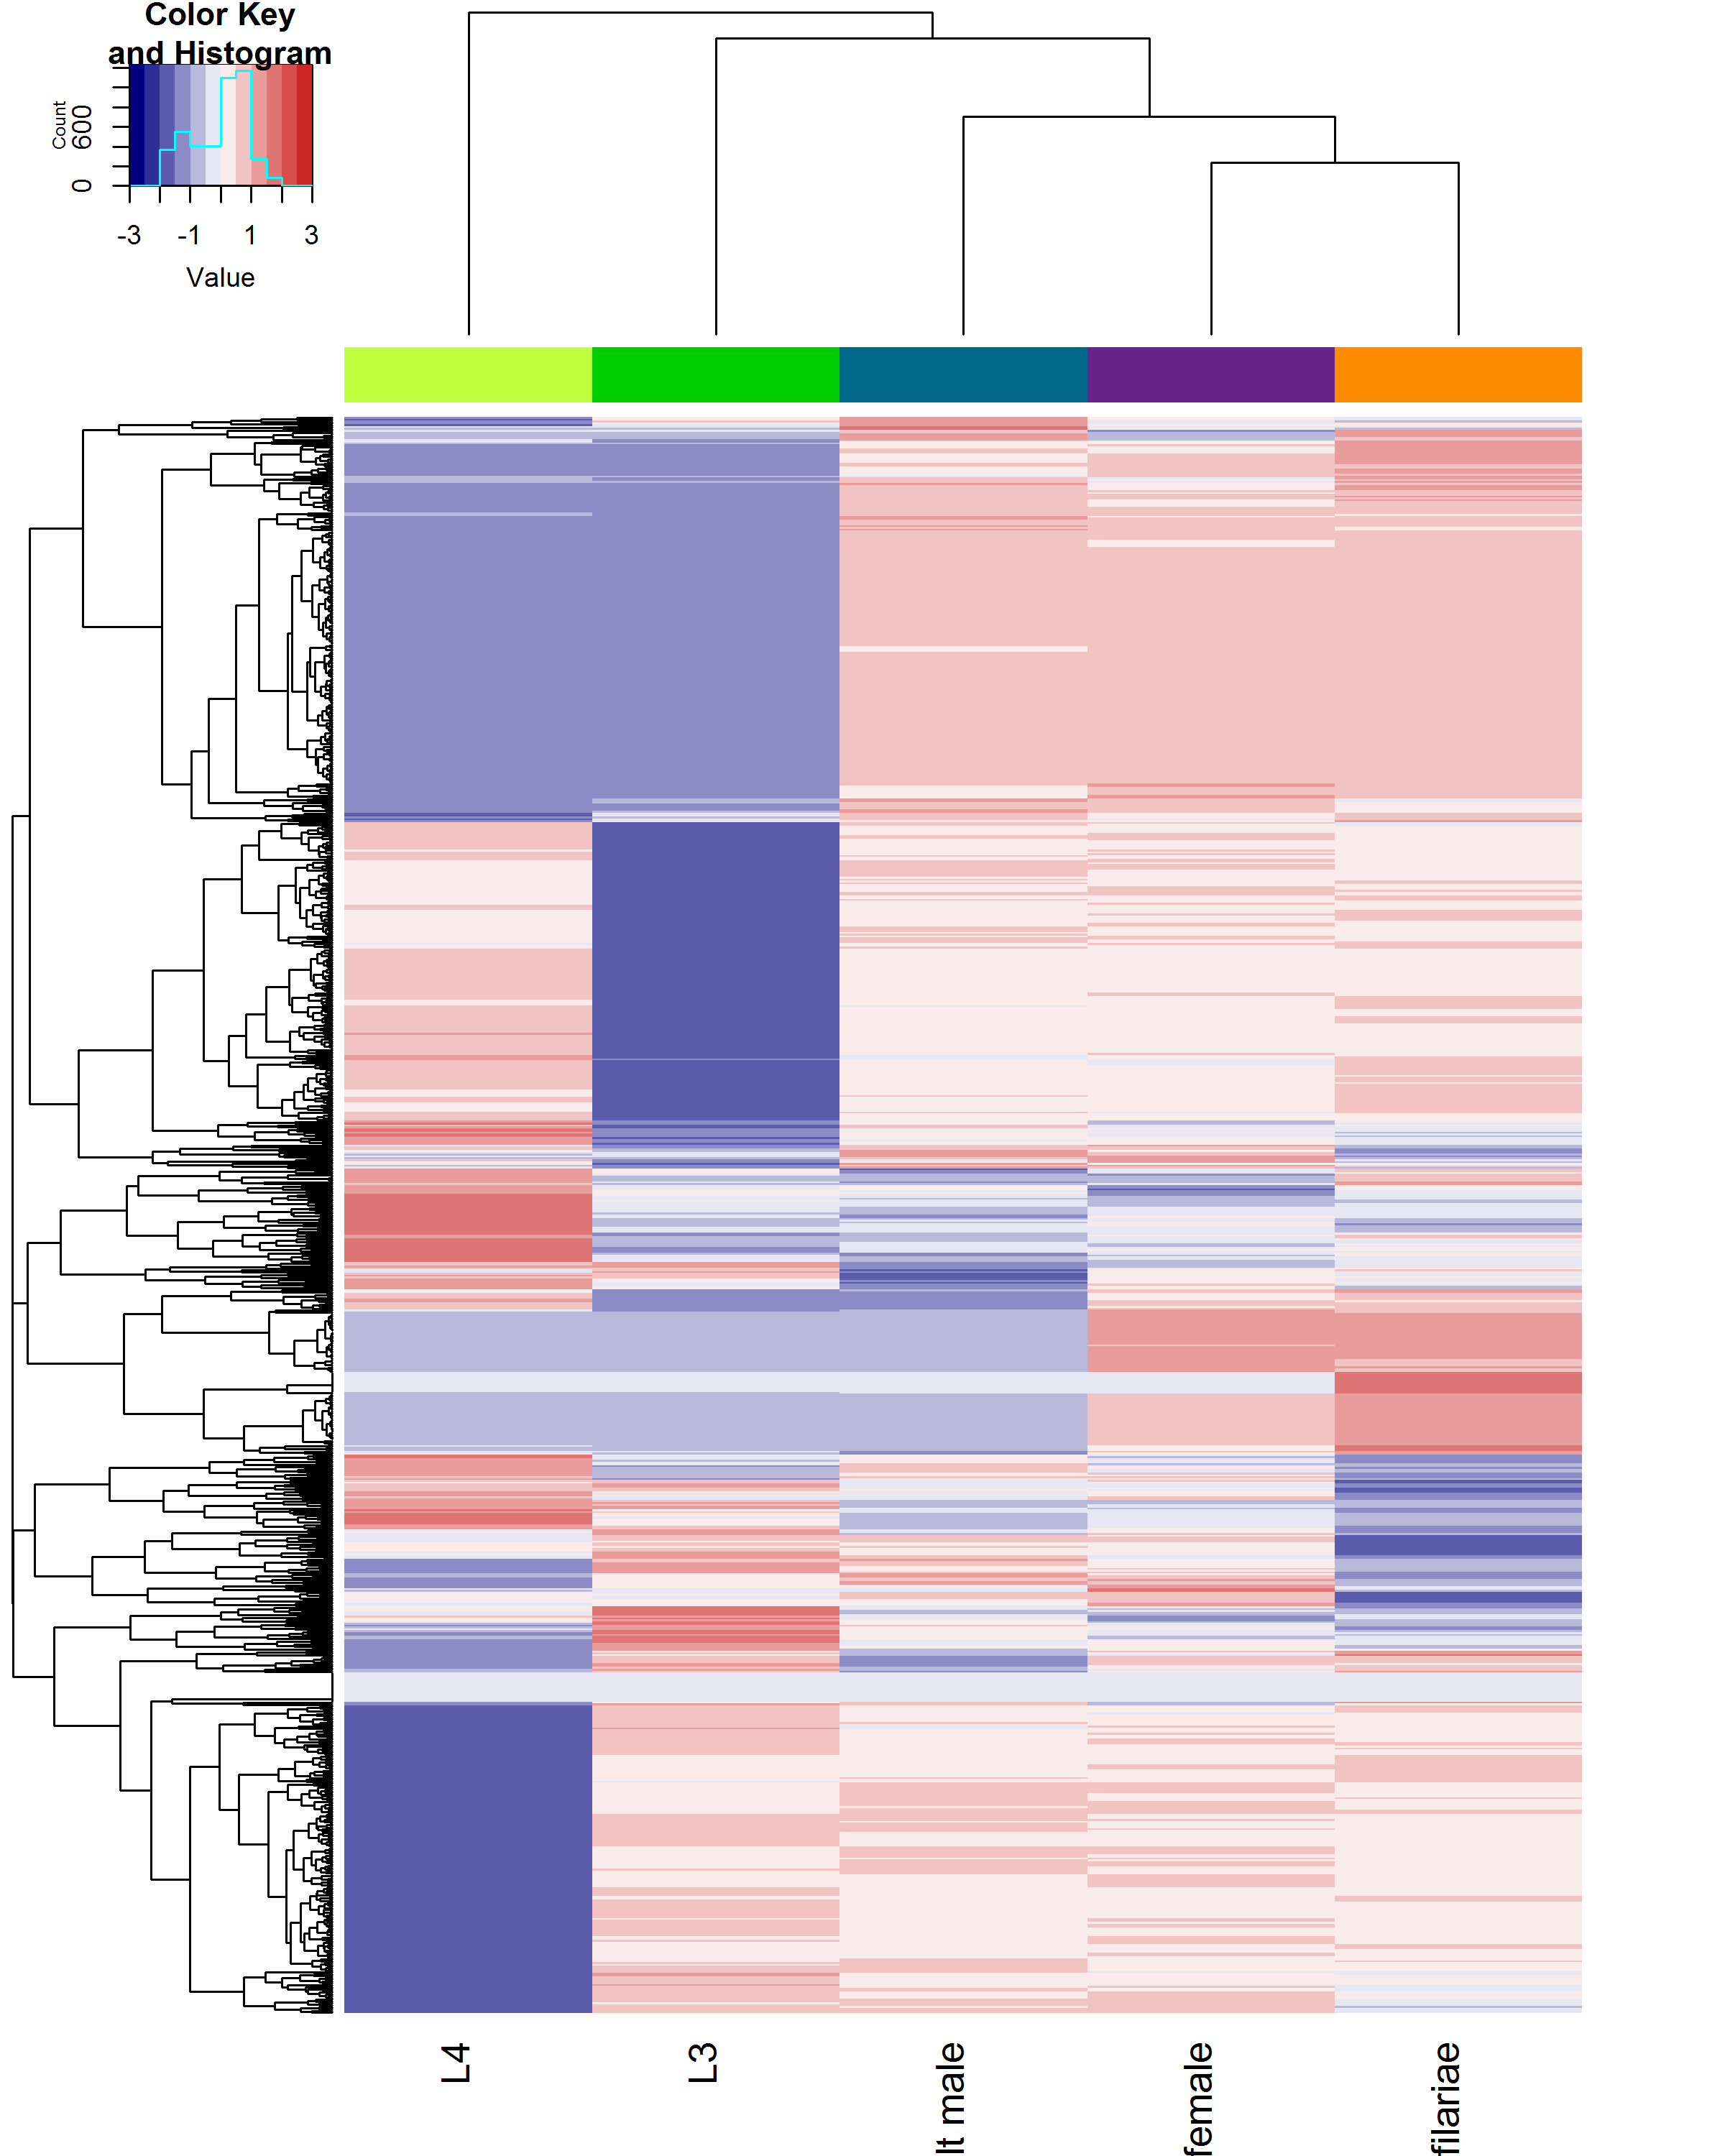 Color Key
and Histogram
Count
0 600
-3 -1 1 3
Value
L4
L3
lt male
female
filariae